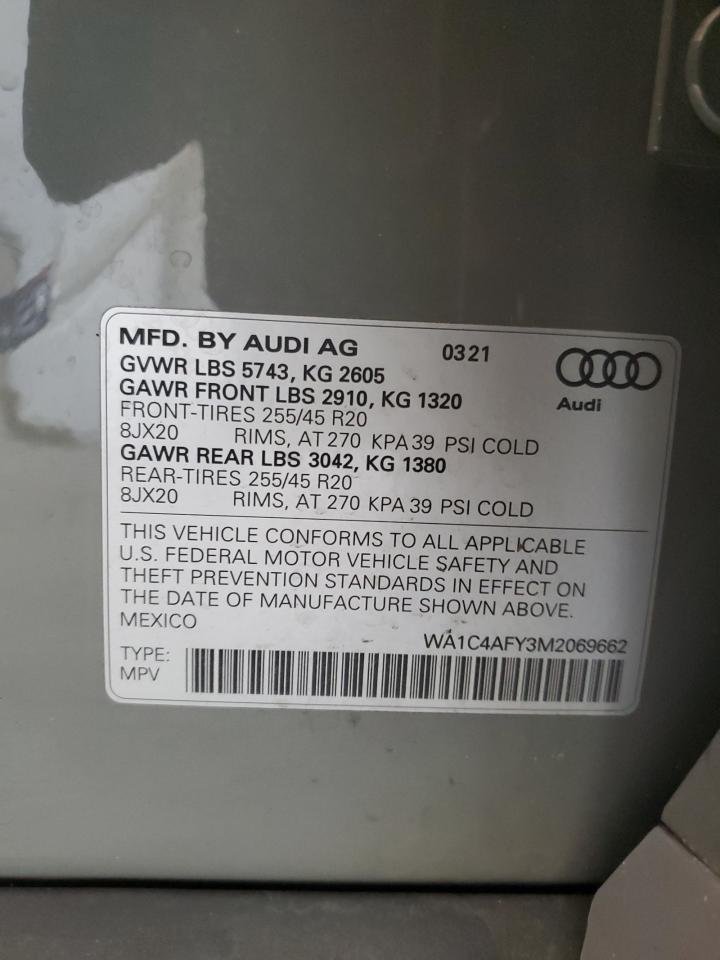 MFD. BY AUDI AG 0321
GVWR LBS 5743, KG 2605
GAWR FRONT LBS 2910, KG 1320
Audi
FRONT-TIRES 255/45 R20
8JX20 RIMS, AT 270 KPA 39 PSI COLD
GAWR REAR LBS 3042, KG 1380
REAR-TIRES 255/45 R20
8JX20 RIMS, AT 270 KPA 39 PSI COLD
THIS VEHICLE CONFORMS TO ALL APPLICABLE
U.S. FEDERAL MOTOR VEHICLE SAFETY AND
THEFT PREVENTION STANDARDS IN EFFECT ON
THE DATE OF MANUFACTURE SHOWN ABOVE.
MEXICO
WA1C4AFY3M2069662
TYPE:
MPV